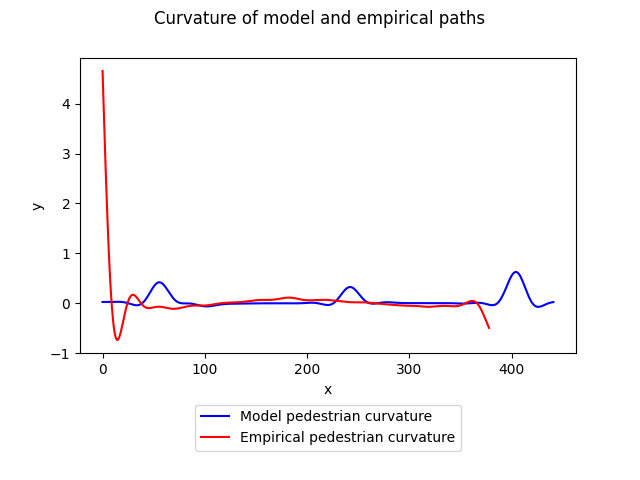 Curvature of model and empirical paths
4
3
2
1
0
−1
y
0 100 200 300 400
x
Model pedestrian curvature
Empirical pedestrian curvature